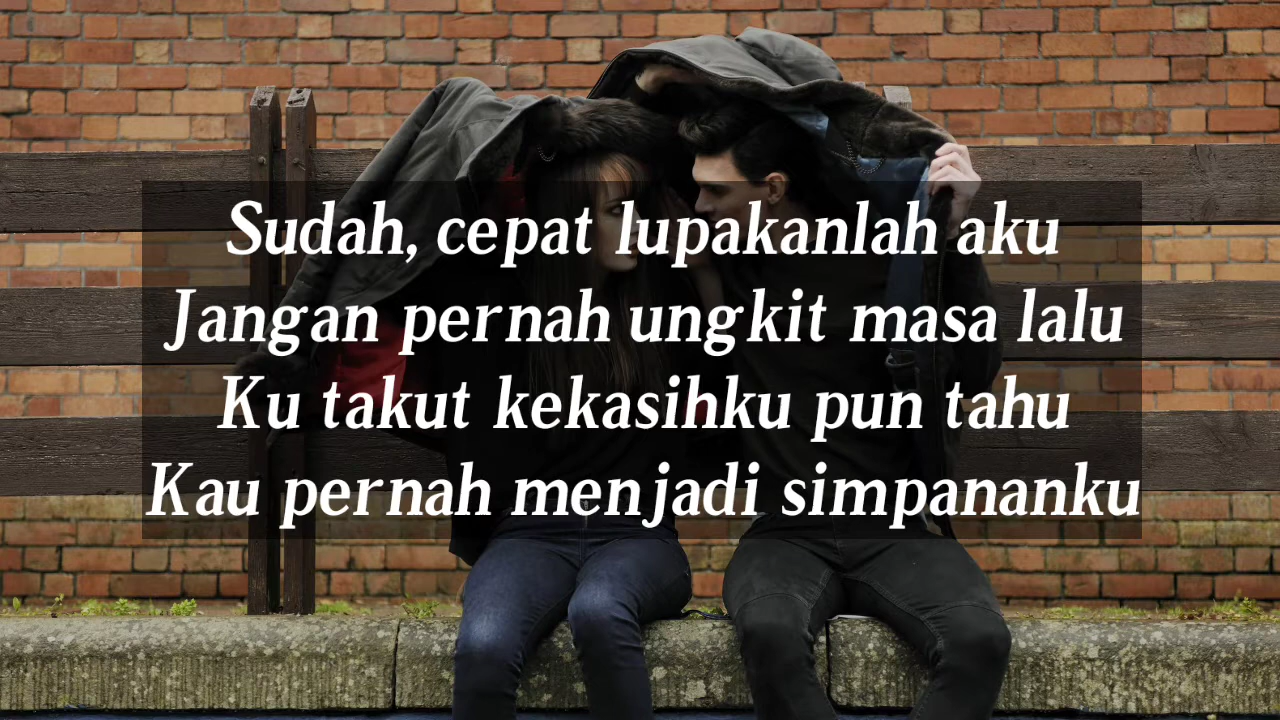 Sudah, cepat lupakanlah aku
Jangan pernah ungkit masa lalu
Ku takut kekasihku pun tahu
Kau pernah menjadi simpananku